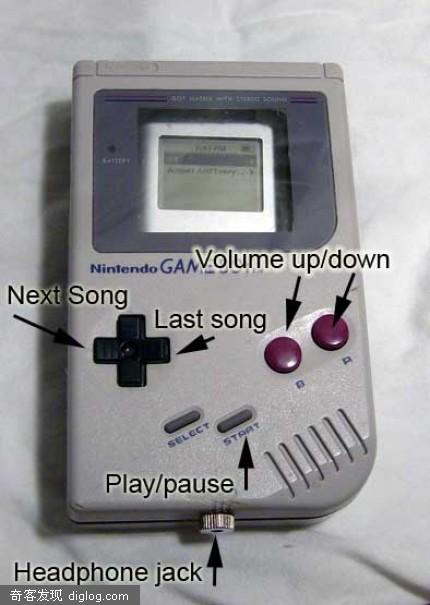 DOT MATRIX WITH STEREO SOUND
BATTERY
Nintendo GAME BOY
Volume up/down
Next Song
Last song
B
A
SELECT
START
Play/pause
Headphone jack
奇客发现 diglog.com